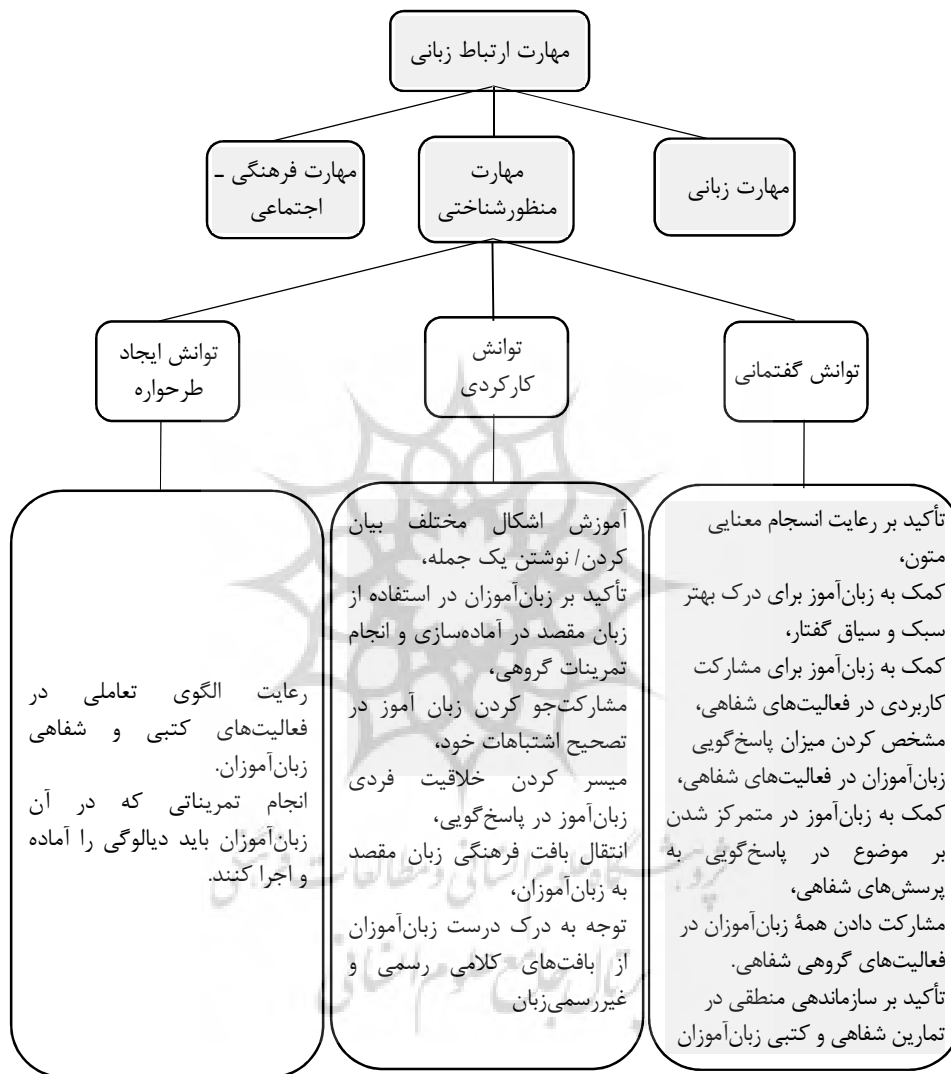 مهارت ارتباط زبانی
مهارت زبانی
مهارت
منظورشناختی
مهارت فرهنگی ـ
اجتماعی
توانش گفتمانی
توانش
کارکردی
توانش ایجاد
طرحواره
تأکید بر رعایت انسجام معنایی
متون،
کمک به زبان‌آموز برای درک بهتر
سبک و سیاق گفتار،
کمک به زبان‌آموز برای مشارکت
کاربردی در فعالیت‌های شفاهی،
مشخص کردن میزان پاسخ‌گویی
زبان‌آموزان در فعالیت‌های شفاهی،
کمک به زبان‌آموز در متمرکز شدن
بر موضوع در پاسخ‌گویی به
پرسش‌های شفاهی،
مشارکت دادن همهٔ زبان‌آموزان در
فعالیت‌های گروهی شفاهی.
تأکید بر سازماندهی منطقی در
تمارین شفاهی و کتبی زبان‌آموزان
آموزش اشکال مختلف بیان
کردن/ نوشتن یک جمله،
تأکید بر زبان‌آموزان در استفاده از
زبان مقصد در آماده‌سازی و انجام
تمرینات گروهی،
مشارکت‌جو کردن زبان آموز در
تصحیح اشتباهات خود،
میسر کردن خلاقیت فردی
زبان‌آموز در پاسخ‌گویی،
انتقال بافت فرهنگی زبان مقصد
به زبان‌آموزان،
توجه به درک درست زبان‌آموزان
از بافت‌های کلامی رسمی و
غیررسمی‌زبان
رعایت الگوی تعاملی در
فعالیت‌های کتبی و شفاهی
زبان‌آموزان.
انجام تمریناتی که در آن
زبان‌آموزان باید دیالوگی را آماده
و اجرا کنند.
پژوهشگاه علوم انسانی و مطالعات فرهنگی
پرتال جامع علوم انسانی